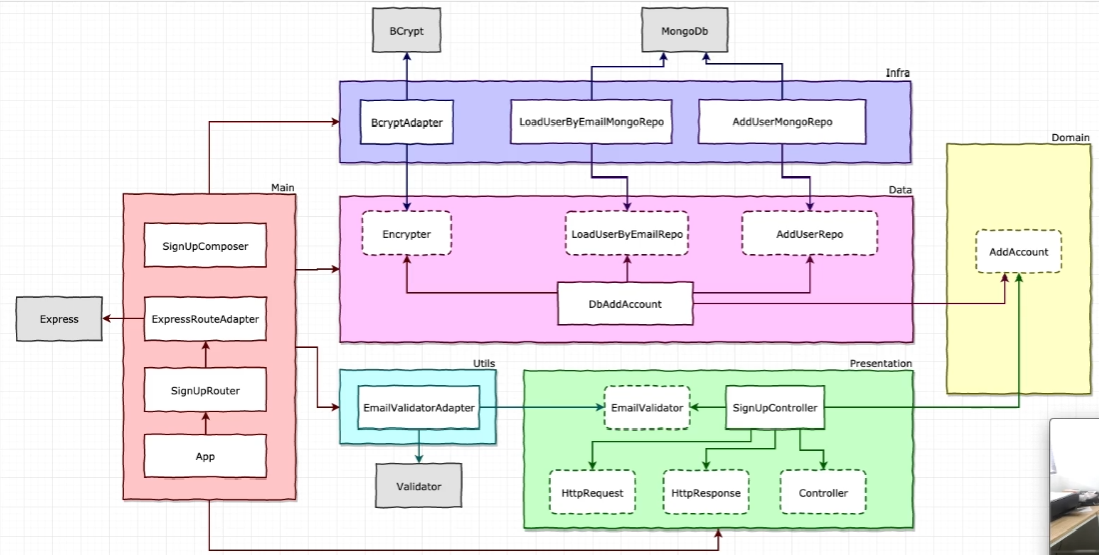 BCrypt
MongoDb
Infra
BcryptAdapter
LoadUserByEmailMongoRepo
AddUserMongoRepo
Domain
Main
Data
SignUpComposer
Encrypter
LoadUserByEmailRepo
AddUserRepo
AddAccount
DbAddAccount
Express
ExpressRouteAdapter
Utils
Presentation
SignUpRouter
EmailValidatorAdapter
EmailValidator
SignUpController
App
Validator
HttpRequest
HttpResponse
Controller